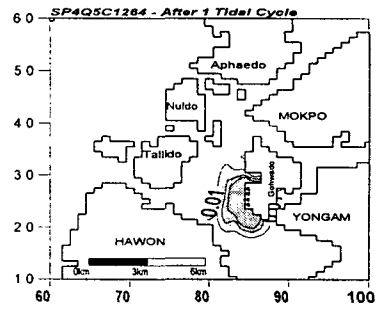 SP4Q5C1264 - After 1 Tidal Cycle
60
50
40
30
20
10
Aphaedo
Nuldo
MOKPO
Tallido
Gohwado
0.01
YONGAM
HAWON
0km 3km 6km
60 70 80 90 100